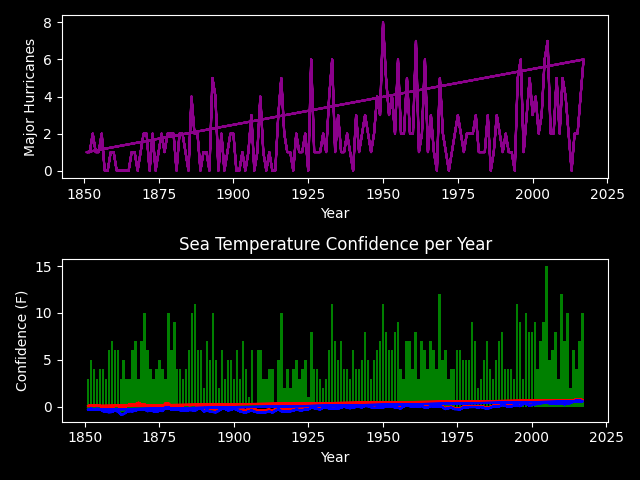 8
6
4
2
0
Major Hurricanes
1850 1875 1900 1925 1950 1975 2000 2025
Year
Sea Temperature Confidence per Year
15
10
5
0
Confidence (F)
1850 1875 1900 1925 1950 1975 2000 2025
Year